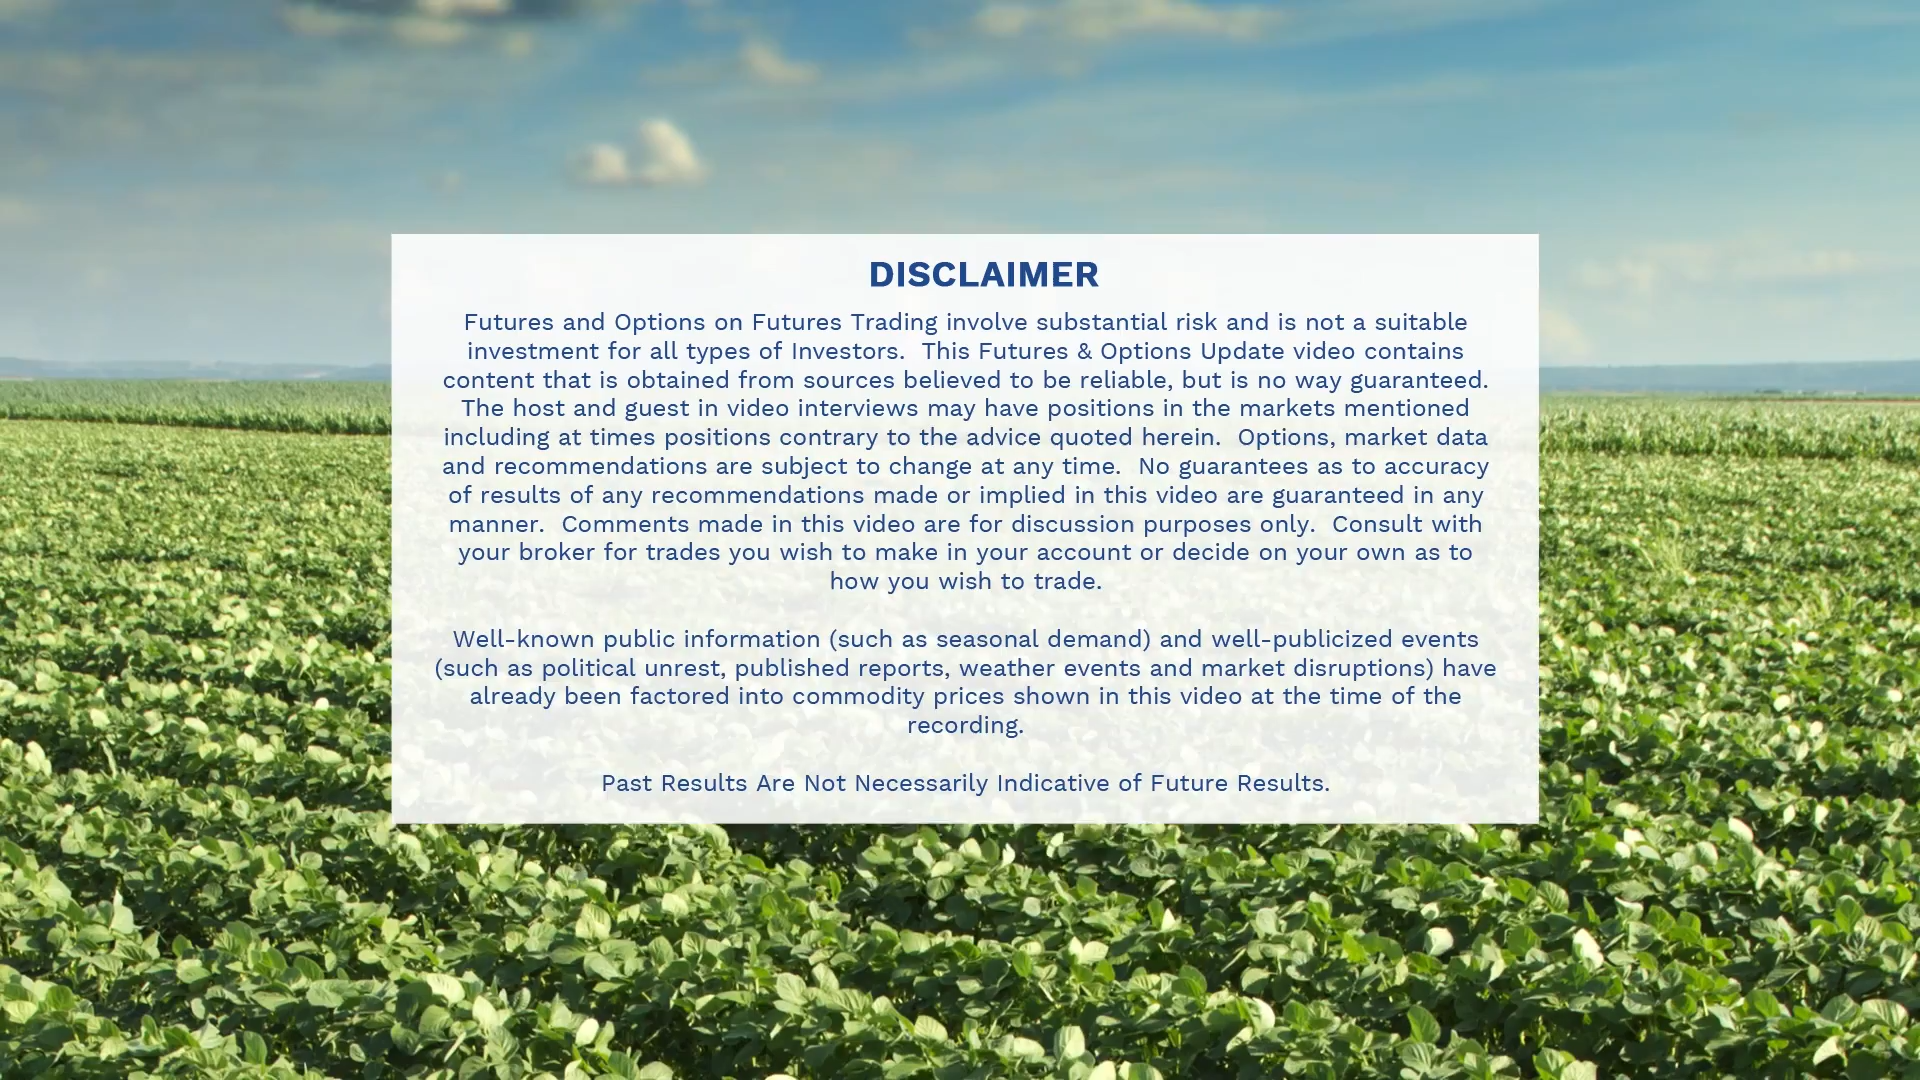 DISCLAIMER
Futures and Options on Futures Trading involve substantial risk and is not a suitable
investment for all types of Investors.  This Futures & Options Update video contains
content that is obtained from sources believed to be reliable, but is no way guaranteed.
The host and guest in video interviews may have positions in the markets mentioned
including at times positions contrary to the advice quoted herein.  Options, market data
and recommendations are subject to change at any time.  No guarantees as to accuracy
of results of any recommendations made or implied in this video are guaranteed in any
manner.  Comments made in this video are for discussion purposes only.  Consult with
your broker for trades you wish to make in your account or decide on your own as to
how you wish to trade.
Well-known public information (such as seasonal demand) and well-publicized events
(such as political unrest, published reports, weather events and market disruptions) have
already been factored into commodity prices shown in this video at the time of the
recording.
Past Results Are Not Necessarily Indicative of Future Results.